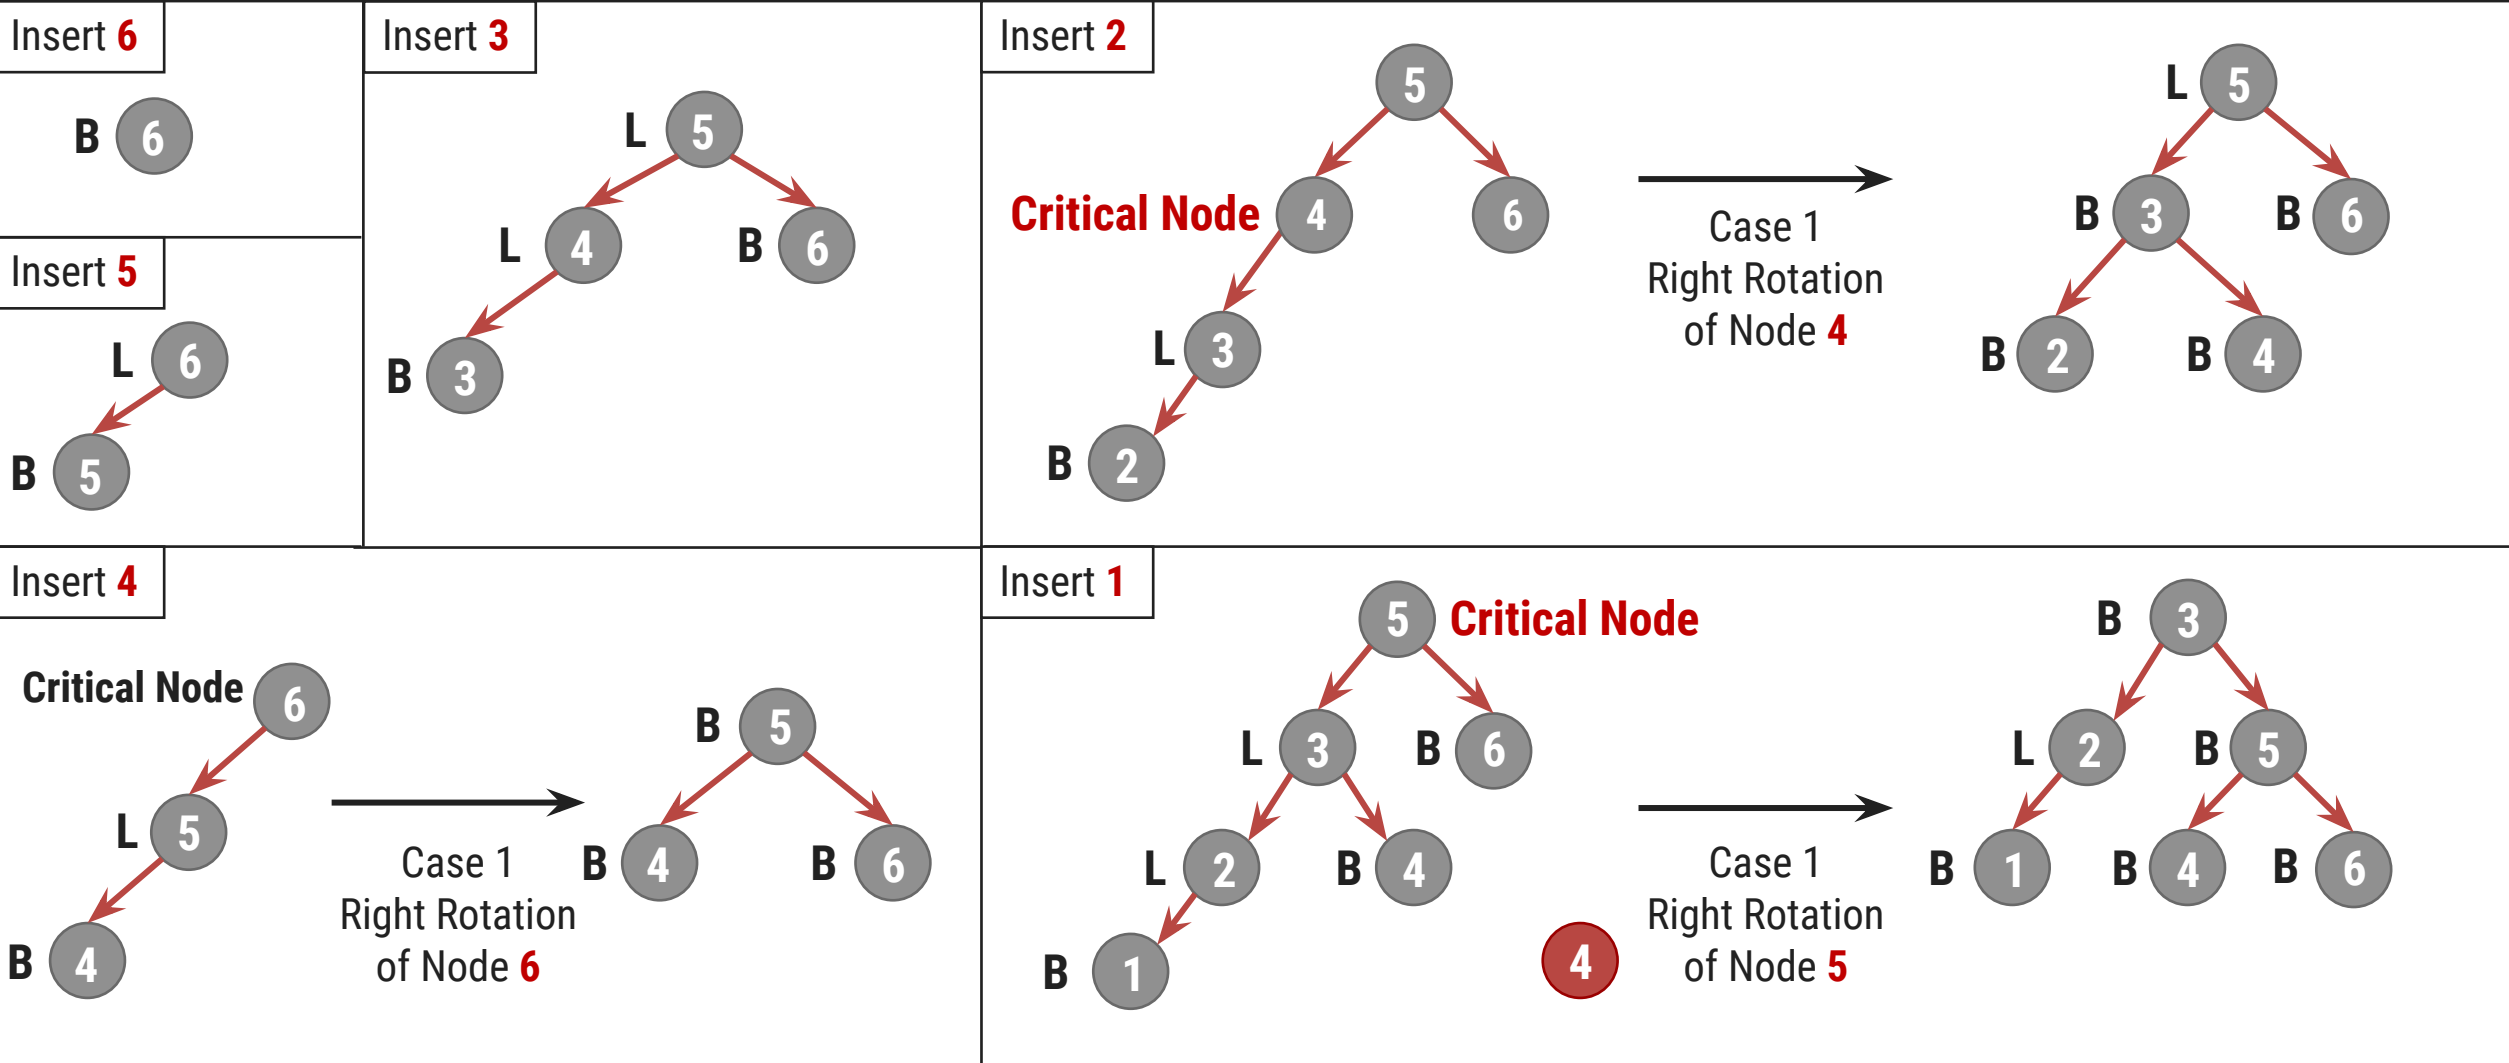 Insert 6
B 6
Insert 5
L 6
B 5
Insert 4
Critical Node 6
L 5
B 4
Case 1
Right Rotation
of Node 6
B 5
B 4 B 6
Insert 3
L 5
L 4 B 6
B 3
Insert 2
5
Critical Node 4 6
L 3
B 2
Case 1
Right Rotation
of Node 4
L 5
B 3 B 6
B 2 B 4
Insert 1
5 Critical Node
L 3 B 6
L 2 B 4
B 1
4
Case 1
Right Rotation
of Node 5
B 3
L 2 B 5
B 1 B 4 B 6